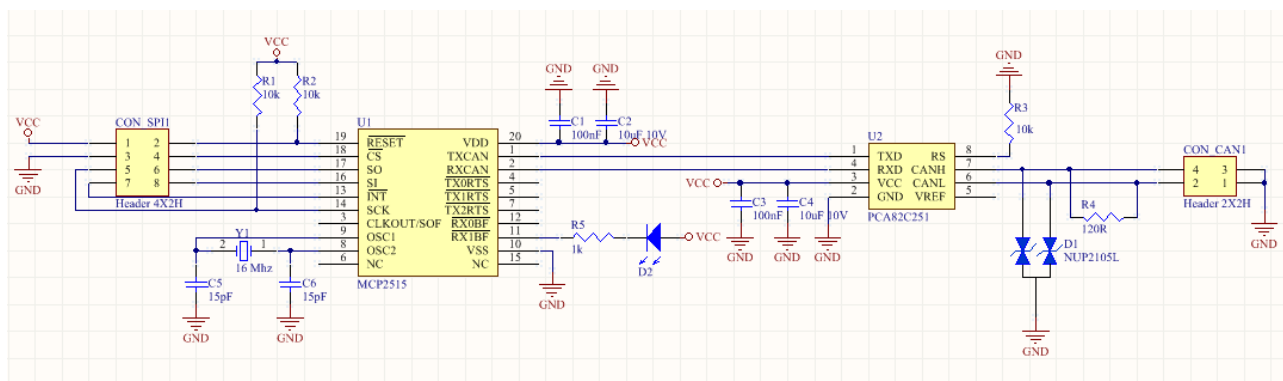 VCC
CON_SPI1
1 2
3 4
5 6
7 8
Header 4X2H
VCC
GND
R1
10k
R2
10k
U1
19 RESET VDD 20
18 CS TXCAN 1
17 SO RXCAN 2
16 SI TX0RTS 4
13 INT TX1RTS 5
14 SCK TX2RTS 7
3 CLKOUT/SOF RX0BF 12
9 OSC1 RX1BF 11
8 OSC2 VSS 10
6 NC NC 15
MCP2515
Y1
2 1
16 Mhz
C5
15pF
GND
C6
15pF
GND
GND
GND
C1
100nF
C2
10uF 10V
VCC
R5
1k
D2
VCC
GND
VCC
C3
100nF
GND
C4
10uF 10V
GND
GND
U2
1 TXD RS 8
4 RXD CANH 7
3 VCC CANL 6
2 GND VREF 5
PCA82C251
GND
R3
10k
R4
120R
D1
NUP2105L
GND
CON_CAN1
4 3
2 1
Header 2X2H
GND